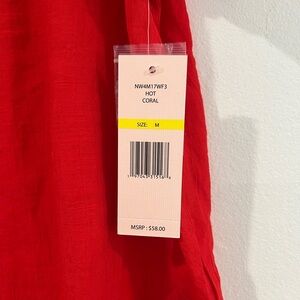 NW4M17WF3
HOT
CORAL
SIZE: M
MSRP : $58.00